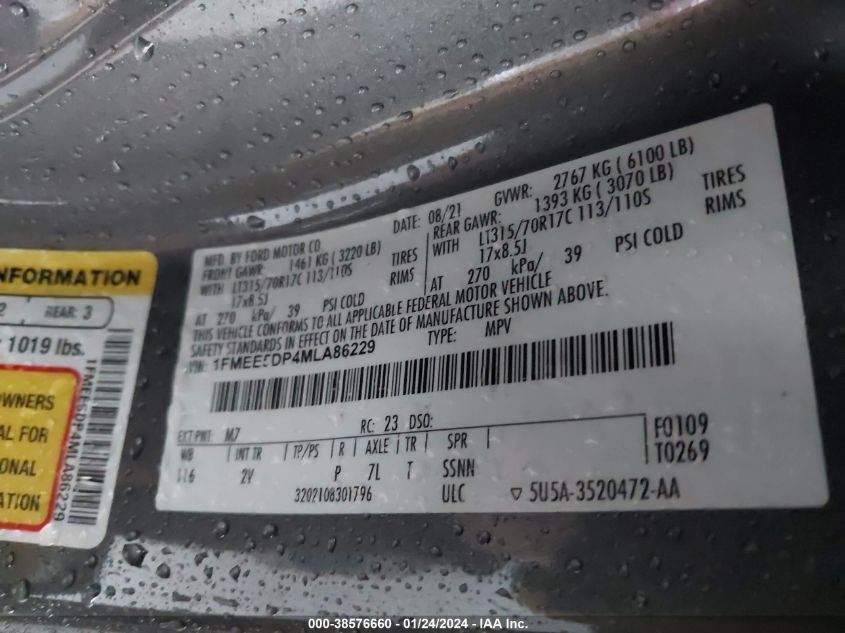 NFORMATION
2 REAR: 3
1019 lbs.
OWNERS
AL FOR
ONAL
ATION
1FMEE5DP4MLA86229
MFD. BY FORD MOTOR CO. DATE: 08/21 GVWR: 2767 KG ( 6100 LB)
FRONT GAWR: 1461 KG ( 3220 LB) REAR GAWR: 1393 KG ( 3070 LB)
WITH LT315/70R17C 113/110S TIRES WITH LT315/70R17C 113/110S TIRES
17x8.5J RIMS 17x8.5J RIMS
AT 270 kPa/ 39 PSI COLD AT 270 kPa/ 39 PSI COLD
THIS VEHICLE CONFORMS TO ALL APPLICABLE FEDERAL MOTOR VEHICLE
SAFETY STANDARDS IN EFFECT ON THE DATE OF MANUFACTURE SHOWN ABOVE.
VIN: 1FMEE5DP4MLA86229 TYPE: MPV
EXT PNT: M7 RC: 23 DSO: F0109
WB INT TR TP/PS R AXLE TR SPR T0269
116 2V P 7L T SSNN
3202108301796 ULC ▽ 5U5A-3520472-AA
000-38576660 - 01/24/2024 - IAA Inc.